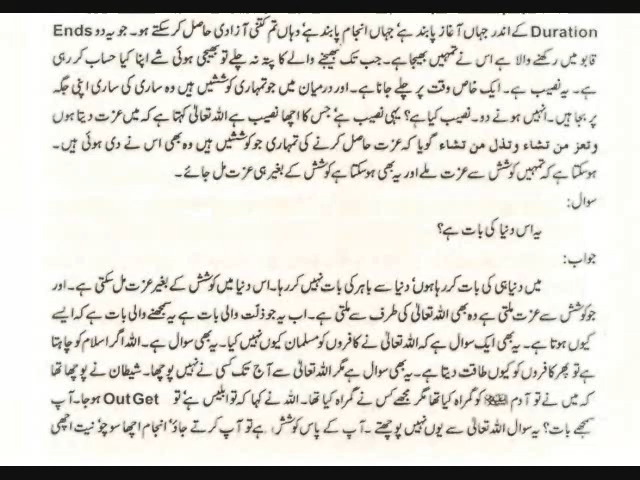 Duration کے اندر جہاں آغاز پابند ہے' جہاں انجام پابند ہے' وہاں تم کتنی آزادی حاصل کر سکتے ہو۔ جو یہ دو Ends
قابو میں رکھنے والا ہے اس نے تمہیں بھیجا ہے۔ جب تک بھیجنے والے کا پتہ نہ چلے تو بھیجی ہوئی شے اپنا کیا حساب کر رہی
ہے۔ یہ نصیب ہے۔ ایک خاص وقت پر چلے جانا ہے۔ اور درمیان میں جو تمہاری کوششیں ہیں وہ ساری کی ساری اپنی جگہ
پر بجا ہیں۔ انہیں ہونے دو۔ نصیب کیا ہے؟ یہی نصیب ہے' جس کا اچھا نصیب ہے اللہ تعالیٰ کہتا ہے کہ میں عزت دیتا ہوں
وتعز من تشاء وتذل من تشاء گویا کہ عزت حاصل کرنے کی تمہاری جو کوششیں ہیں وہ بھی اس نے دی ہوئی ہیں۔
ہو سکتا ہے کہ تمہیں کوشش سے عزت ملے اور یہ بھی ہو سکتا ہے کوشش کے بغیر ہی عزت مل جائے۔
سوال:
یہ اس دنیا کی بات ہے؟
جواب:
میں دنیا ہی کی بات کر رہا ہوں' دنیا سے باہر کی بات نہیں کر رہا۔ اس دنیا میں کوشش کے بغیر عزت مل سکتی ہے۔ اور
جو کوشش سے عزت ملتی ہے وہ بھی اللہ تعالیٰ کی طرف سے ملتی ہے۔ اب یہ جو ذلت والی بات ہے یہ سمجھنے والی بات ہے کہ ایسے
کیوں ہوتا ہے۔ یہ بھی ایک سوال ہے کہ اللہ تعالیٰ نے کافروں کو مسلمان کیوں نہیں کیا۔ یہ بھی سوال ہے۔ اللہ اگر اسلام کو چاہتا
ہے تو پھر کافروں کو کیوں طاقت دیتا ہے۔ یہ بھی سوال ہے مگر اللہ تعالیٰ سے آج تک کسی نے نہیں پوچھا۔ شیطان نے پوچھا تھا
کہ میں نے تو آدم کو گمراہ کیا تھا مگر مجھے کس نے گمراہ کیا تھا۔ اللہ نے کہا کہ تو ابلیس ہے' تو Out Get ہو جا۔ آپ
سمجھے بات؟ یہ سوال اللہ تعالیٰ سے یوں نہیں پوچھتے۔ آپ کے پاس کوشش ہے تو آپ کرتے جاؤ' انجام اچھا سوچو' نیت اچھی